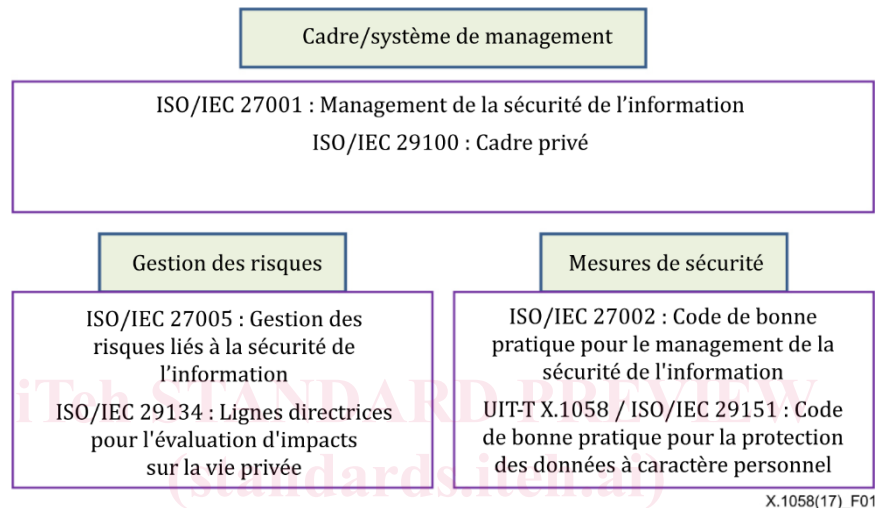 Cadre/système de management
ISO/IEC 27001 : Management de la sécurité de l’information
ISO/IEC 29100 : Cadre privé
Gestion des risques
ISO/IEC 27005 : Gestion des
risques liés à la sécurité de
l’information
ISO/IEC 29134 : Lignes directrices
pour l'évaluation d'impacts
sur la vie privée
Mesures de sécurité
ISO/IEC 27002 : Code de bonne
pratique pour le management de la
sécurité de l'information
UIT-T X.1058 / ISO/IEC 29151 : Code
de bonne pratique pour la protection
des données à caractère personnel
iTeh STANDARD PREVIEW
(standards.iteh.ai)
X.1058(17)_F01